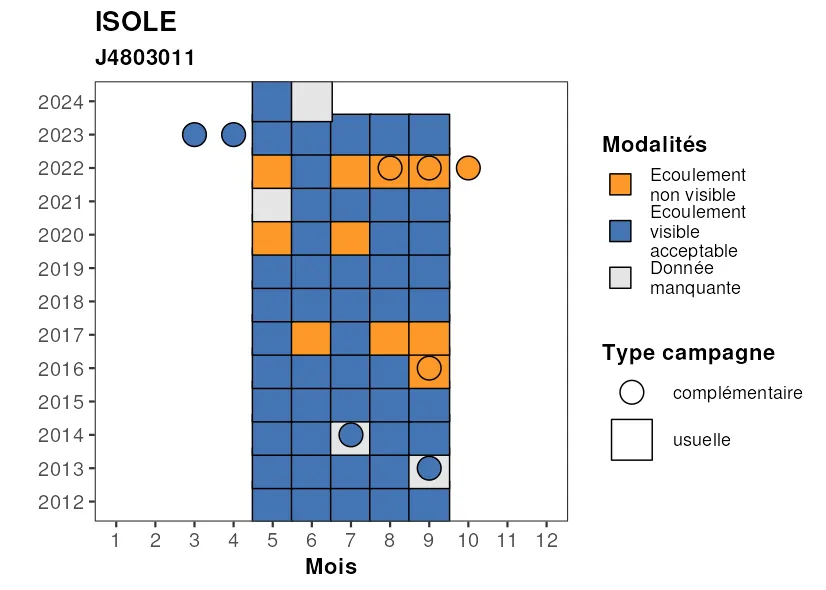 ISOLE
J4803011
2024
2023
2022
2021
2020
2019
2018
2017
2016
2015
2014
2013
2012
1 2 3 4 5 6 7 8 9 10 11 12
Mois
Modalités
Ecoulement
non visible
Ecoulement
visible
acceptable
Donnée
manquante
Type campagne
complémentaire
usuelle